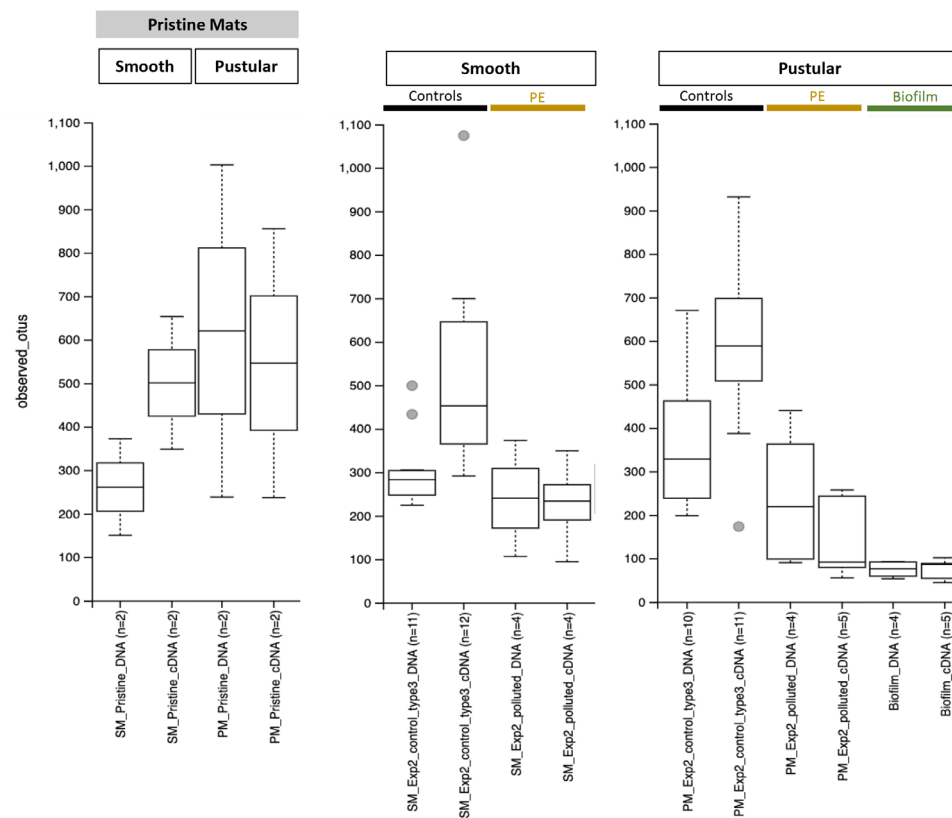 Pristine Mats
Smooth
Pustular
observed_otus
1,100
1,000
900
800
700
600
500
400
300
200
100
0
SM_Pristine_DNA (n=2)
SM_Pristine_cDNA (n=2)
PM_Pristine_DNA (n=2)
PM_Pristine_cDNA (n=2)
Smooth
Controls
PE
1,100
1,000
900
800
700
600
500
400
300
200
100
0
SM_Exp2_control_type3_DNA (n=11)
SM_Exp2_control_type3_cDNA (n=12)
SM_Exp2_polluted_DNA (n=4)
SM_Exp2_polluted_cDNA (n=4)
Pustular
Controls
PE
Biofilm
1,100
1,000
900
800
700
600
500
400
300
200
100
0
PM_Exp2_control_type3_DNA (n=10)
PM_Exp2_control_type3_cDNA (n=11)
PM_Exp2_polluted_DNA (n=4)
PM_Exp2_polluted_cDNA (n=5)
Biofilm_DNA (n=4)
Biofilm_cDNA (n=5)